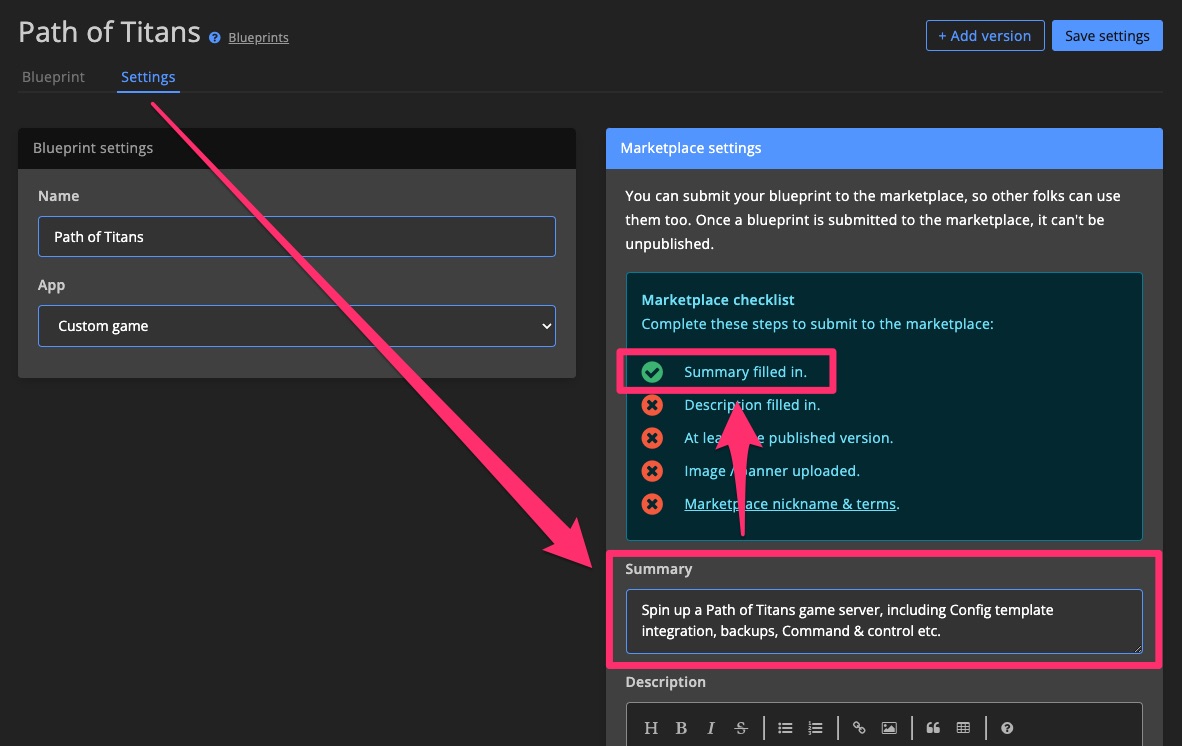 Path of Titans ? Blueprints
+ Add version
Save settings
Blueprint
Settings
Blueprint settings
Name
Path of Titans
App
Custom game
Marketplace settings
You can submit your blueprint to the marketplace, so other folks can use
them too. Once a blueprint is submitted to the marketplace, it can't be
unpublished.
Marketplace checklist
Complete these steps to submit to the marketplace:
Summary filled in.
Description filled in.
At least one published version.
Image / banner uploaded.
Marketplace nickname & terms.
Summary
Spin up a Path of Titans game server, including Config template
integration, backups, Command & control etc.
Description
H B I S